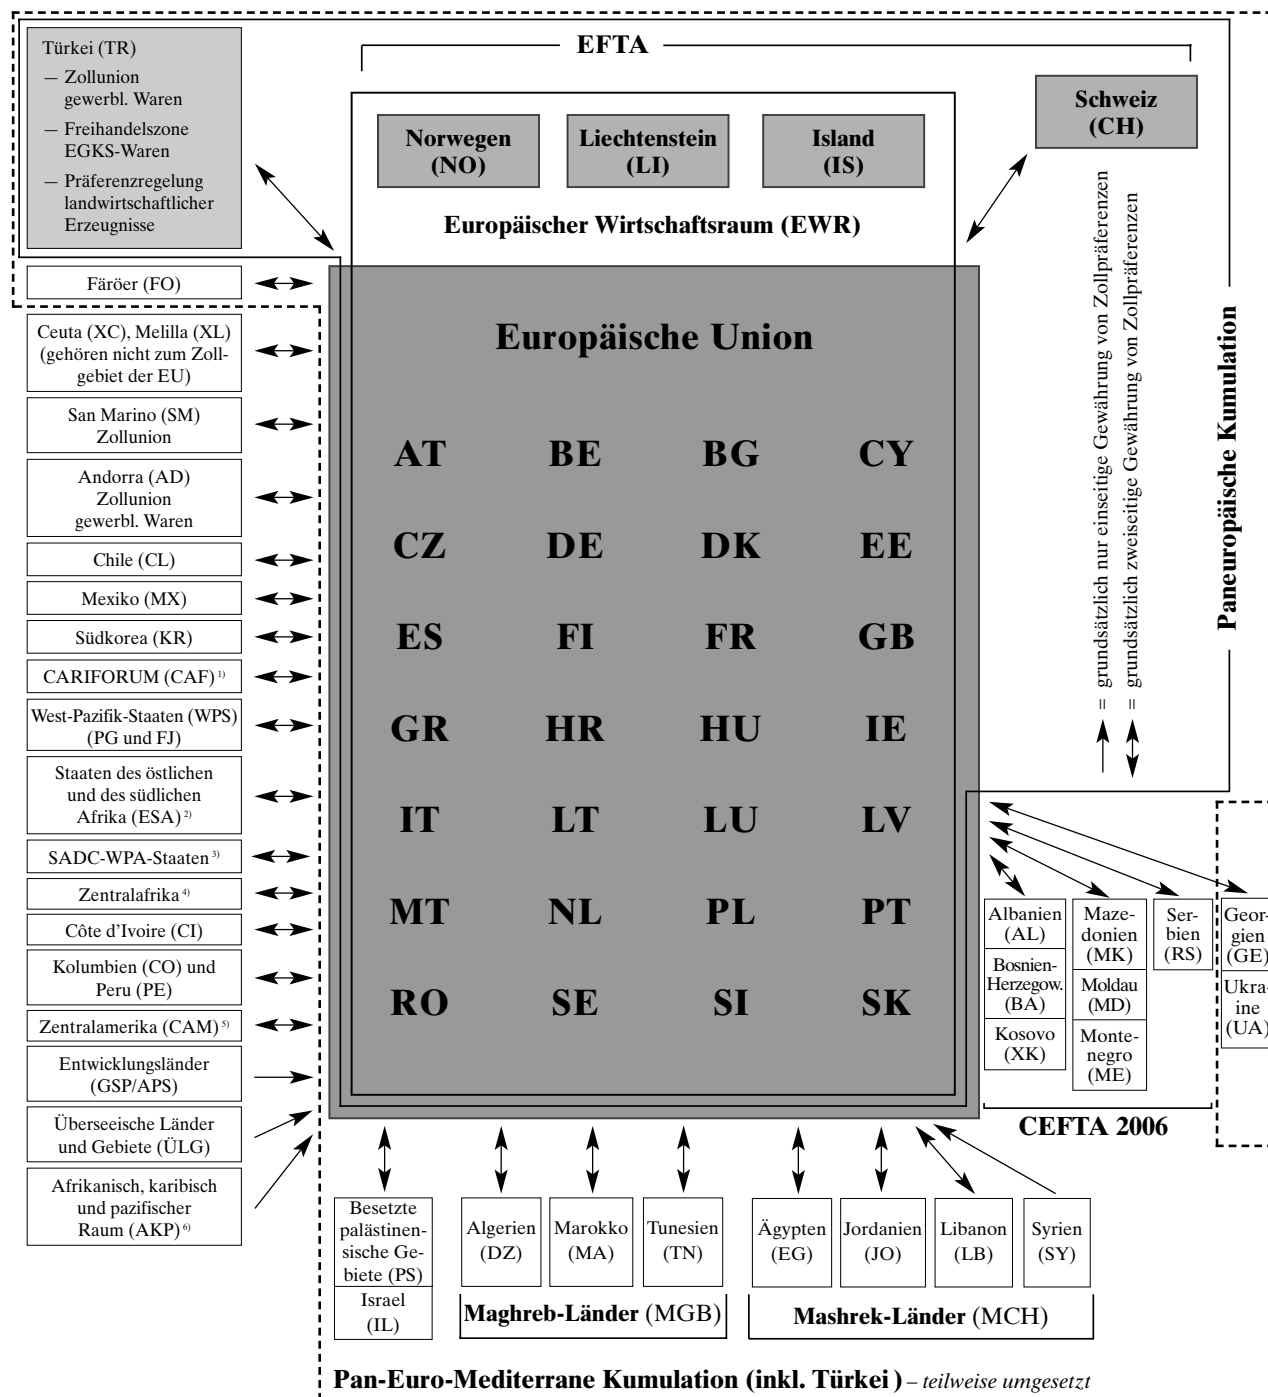 EFTA
Türkei (TR)
– Zollunion
gewerbl. Waren
– Freihandelszone
EGKS-Waren
– Präferenzregelung
landwirtschaftlicher
Erzeugnisse
Norwegen
(NO)
Liechtenstein
(LI)
Island
(IS)
Schweiz
(CH)
Europäischer Wirtschaftsraum (EWR)
Färöer (FO)
Ceuta (XC), Melilla (XL)
(gehören nicht zum Zoll-
gebiet der EU)
San Marino (SM)
Zollunion
Andorra (AD)
Zollunion
gewerbl. Waren
Chile (CL)
Mexiko (MX)
Südkorea (KR)
CARIFORUM (CAF) 1)
West-Pazifik-Staaten (WPS)
(PG und FJ)
Staaten des östlichen
und des südlichen
Afrika (ESA) 2)
SADC-WPA-Staaten 3)
Zentralafrika 4)
Côte d'Ivoire (CI)
Kolumbien (CO) und
Peru (PE)
Zentralamerika (CAM) 5)
Entwicklungsländer
(GSP/APS)
Überseeische Länder
und Gebiete (ÜLG)
Afrikanisch, karibisch
und pazifischer
Raum (AKP) 6)
Europäische Union
AT BE BG CY
CZ DE DK EE
ES FI FR GB
GR HR HU IE
IT LT LU LV
MT NL PL PT
RO SE SI SK
= grundsätzlich nur einseitige Gewährung von Zollpräferenzen
= grundsätzlich zweiseitige Gewährung von Zollpräferenzen
Paneuropäische Kumulation
Albanien
(AL)
Bosnien-
Herzegow.
(BA)
Kosovo
(XK)
Maze-
donien
(MK)
Moldau
(MD)
Monte-
negro
(ME)
Ser-
bien
(RS)
Geor-
gien
(GE)
Ukra-
ine
(UA)
CEFTA 2006
Besetzte
palästinen-
sische Ge-
biete (PS)
Israel
(IL)
Algerien
(DZ)
Marokko
(MA)
Tunesien
(TN)
Maghreb-Länder (MGB)
Ägypten
(EG)
Jordanien
(JO)
Libanon
(LB)
Syrien
(SY)
Mashrek-Länder (MCH)
Pan-Euro-Mediterrane Kumulation (inkl. Türkei) – teilweise umgesetzt